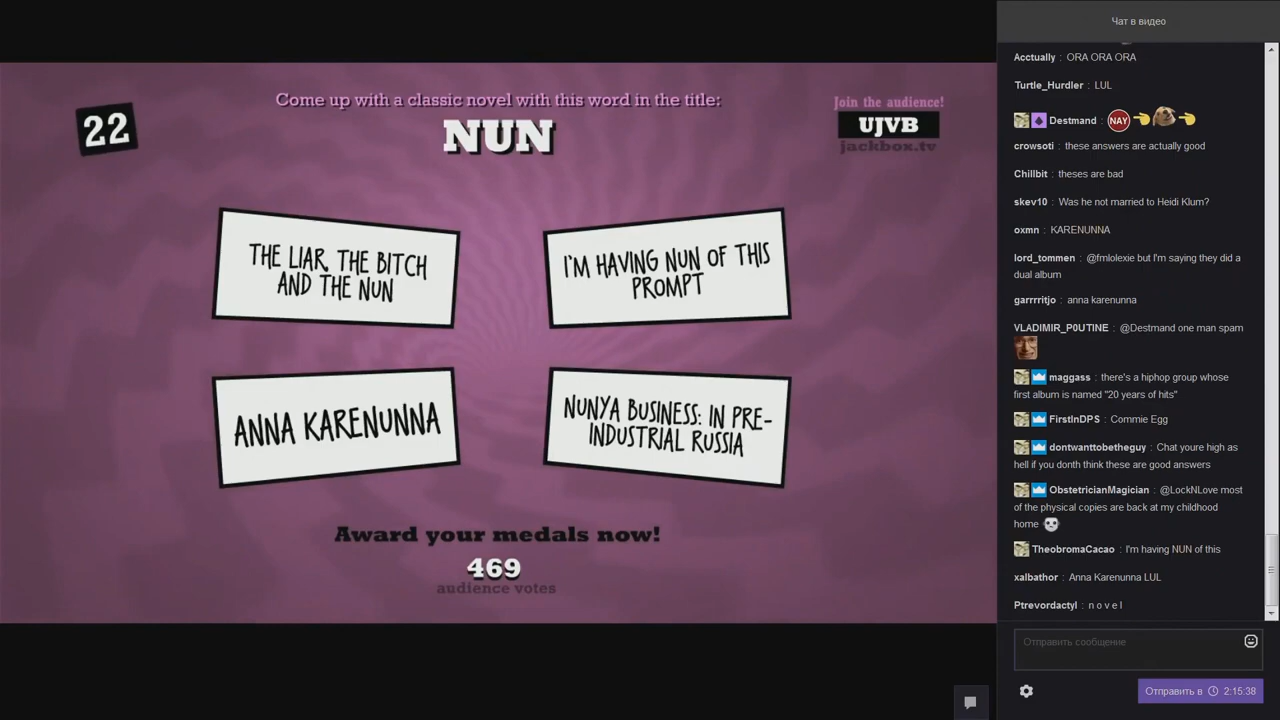 22
Come up with a classic novel with this word in the title:
NUN
Join the audience!
UJVB
jackbox.tv
THE LIAR, THE BITCH
AND THE NUN
I'M HAVING NUN OF THIS
PROMPT
ANNA KARENUNNA
NUNYA BUSINESS: IN PRE-
INDUSTRIAL RUSSIA
Award your medals now!
469
audience votes
Чат в видео
Acctually : ORA ORA ORA
Turtle_Hurdler : LUL
Destmand : NAY
crowsoti : these answers are actually good
Chillbit : theses are bad
skev10 : Was he not married to Heidi Klum?
oxmn : KARENUNNA
lord_tommen : @fmlolexie but I'm saying they did a
dual album
garrrritjo : anna karenunna
VLADIMIR_P0UTINE : @Destmand one man spam
maggass : there's a hiphop group whose
first album is named "20 years of hits"
FirstInDPS : Commie Egg
dontwanttobetheguy : Chat youre high as
hell if you donth think these are good answers
ObstetricianMagician : @LockNLove most
of the physical copies are back at my childhood
home
TheobromaCacao : I'm having NUN of this
xalbathor : Anna Karenunna LUL
Ptrevordactyl : n o v e l
Отправить сообщение
Отправить в 2:15:38